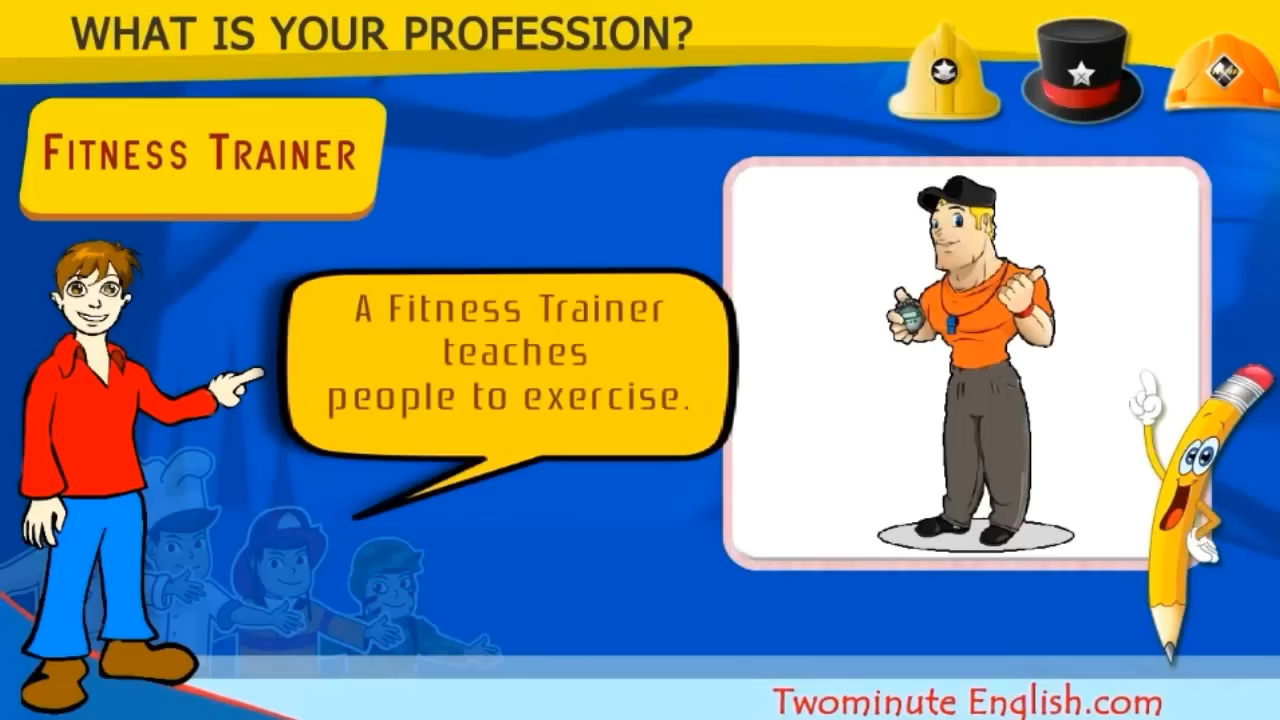 WHAT IS YOUR PROFESSION?
FITNESS TRAINER
A Fitness Trainer
teaches
people to exercise.
Twominute English.com